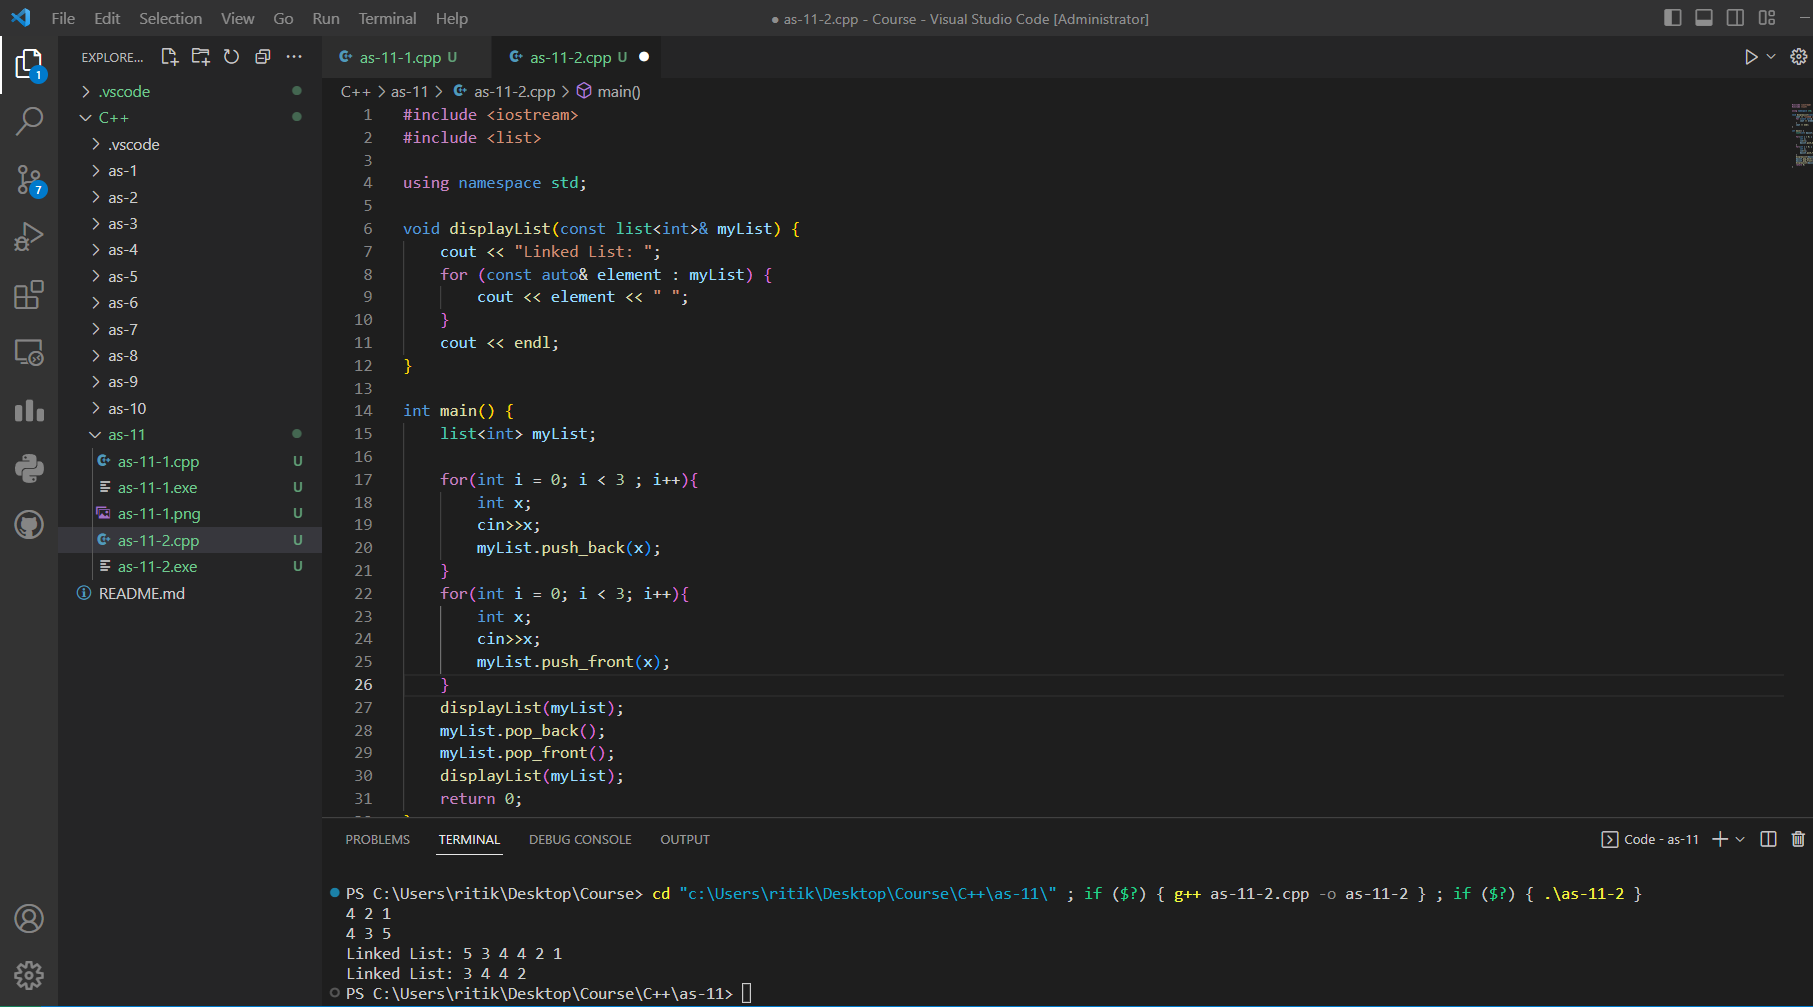 File Edit Selection View Go Run Terminal Help
● as-11-2.cpp - Course - Visual Studio Code [Administrator]
EXPLORE...
as-11-1.cpp U
as-11-2.cpp U
C++ > as-11 > as-11-2.cpp > main()
1
7
.vscode
C++
.vscode
as-1
as-2
as-3
as-4
as-5
as-6
as-7
as-8
as-9
as-10
as-11
as-11-1.cpp U
as-11-1.exe U
as-11-1.png U
as-11-2.cpp U
as-11-2.exe U
README.md
1 #include <iostream>
2 #include <list>
3
4 using namespace std;
5
6 void displayList(const list<int>& myList) {
7 cout << "Linked List: ";
8 for (const auto& element : myList) {
9 cout << element << " ";
10 }
11 cout << endl;
12 }
13
14 int main() {
15 list<int> myList;
16
17 for(int i = 0; i < 3 ; i++){
18 int x;
19 cin>>x;
20 myList.push_back(x);
21 }
22 for(int i = 0; i < 3; i++){
23 int x;
24 cin>>x;
25 myList.push_front(x);
26 }
27 displayList(myList);
28 myList.pop_back();
29 myList.pop_front();
30 displayList(myList);
31 return 0;
PROBLEMS TERMINAL DEBUG CONSOLE OUTPUT
Code - as-11
PS C:\Users\ritik\Desktop\Course> cd "c:\Users\ritik\Desktop\Course\C++\as-11\" ; if ($?) { g++ as-11-2.cpp -o as-11-2 } ; if ($?) { .\as-11-2 }
4 2 1
4 3 5
Linked List: 5 3 4 4 2 1
Linked List: 3 4 4 2
PS C:\Users\ritik\Desktop\Course\C++\as-11>